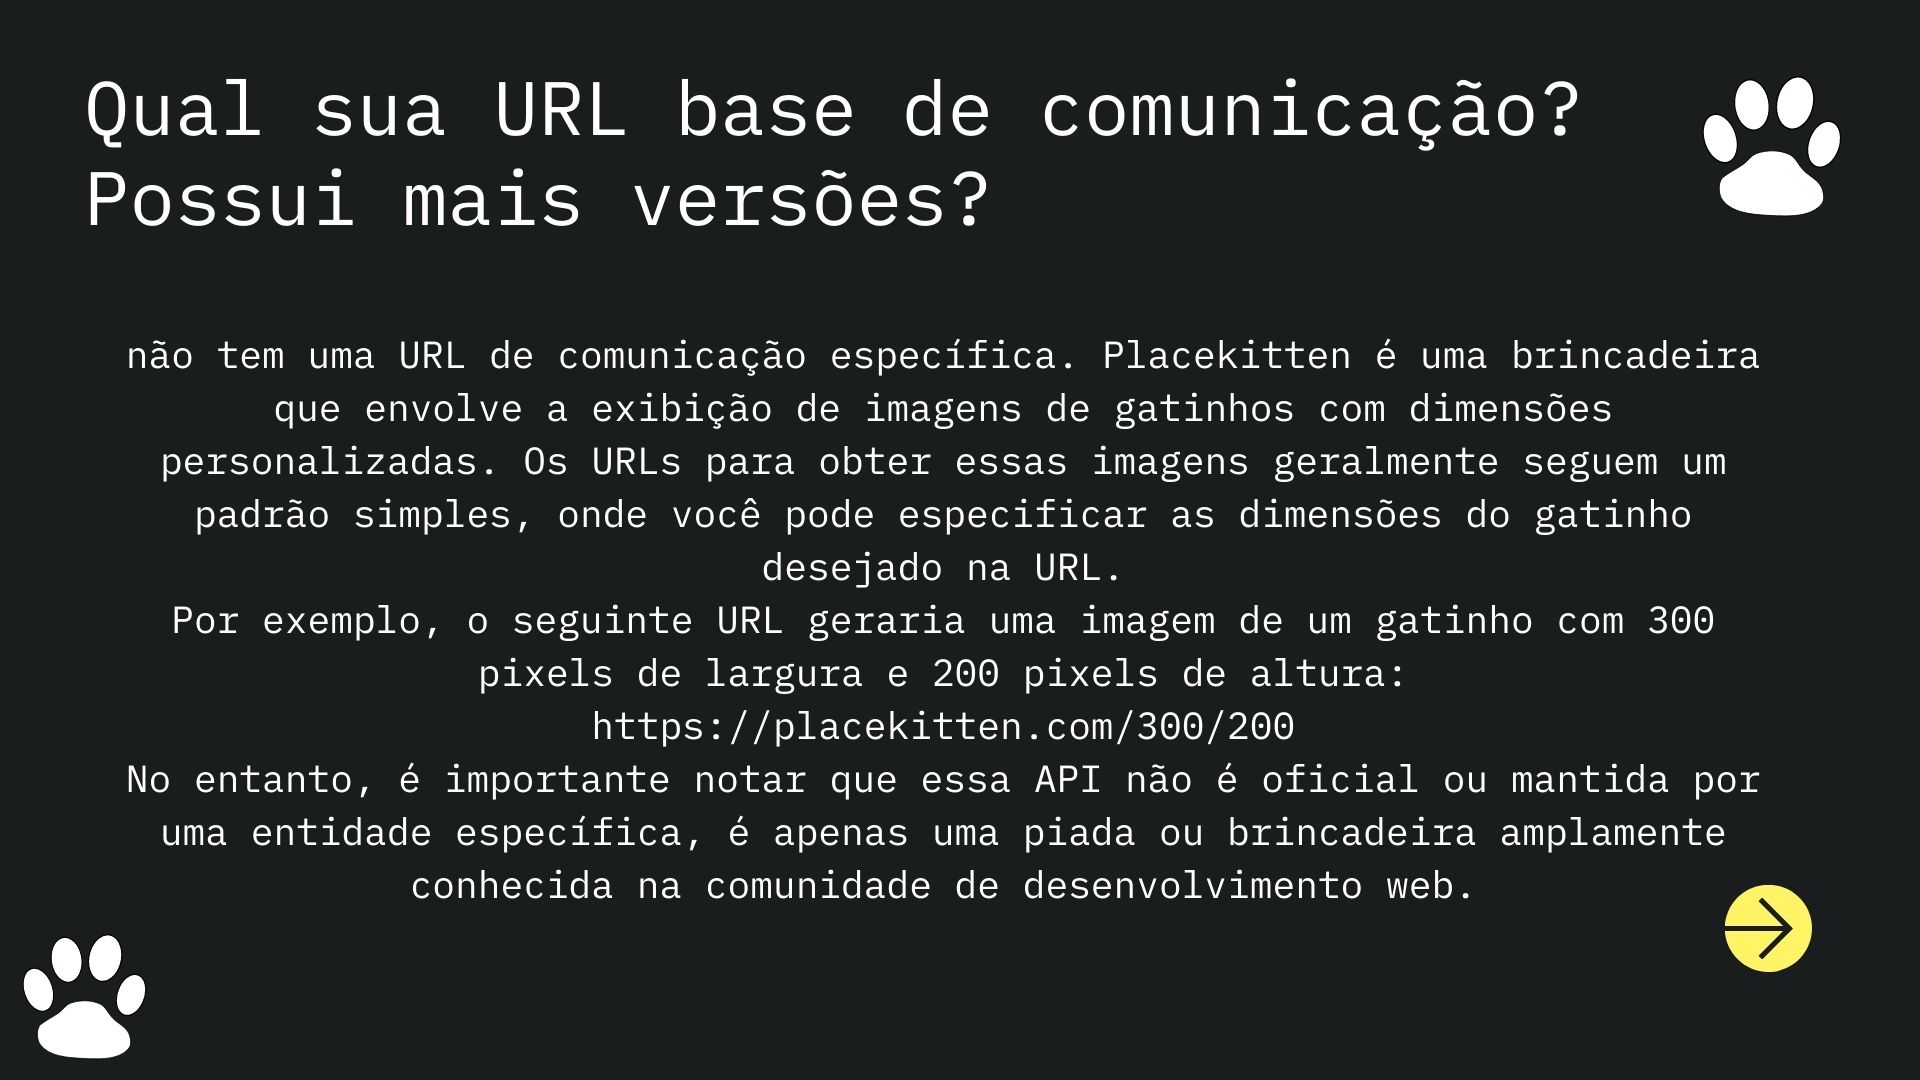 Qual sua URL base de comunicação?
Possui mais versões?
não tem uma URL de comunicação específica. Placekitten é uma brincadeira
que envolve a exibição de imagens de gatinhos com dimensões
personalizadas. Os URLs para obter essas imagens geralmente seguem um
padrão simples, onde você pode especificar as dimensões do gatinho
desejado na URL.
Por exemplo, o seguinte URL geraria uma imagem de um gatinho com 300
pixels de largura e 200 pixels de altura:
https://placekitten.com/300/200
No entanto, é importante notar que essa API não é oficial ou mantida por
uma entidade específica, é apenas uma piada ou brincadeira amplamente
conhecida na comunidade de desenvolvimento web.